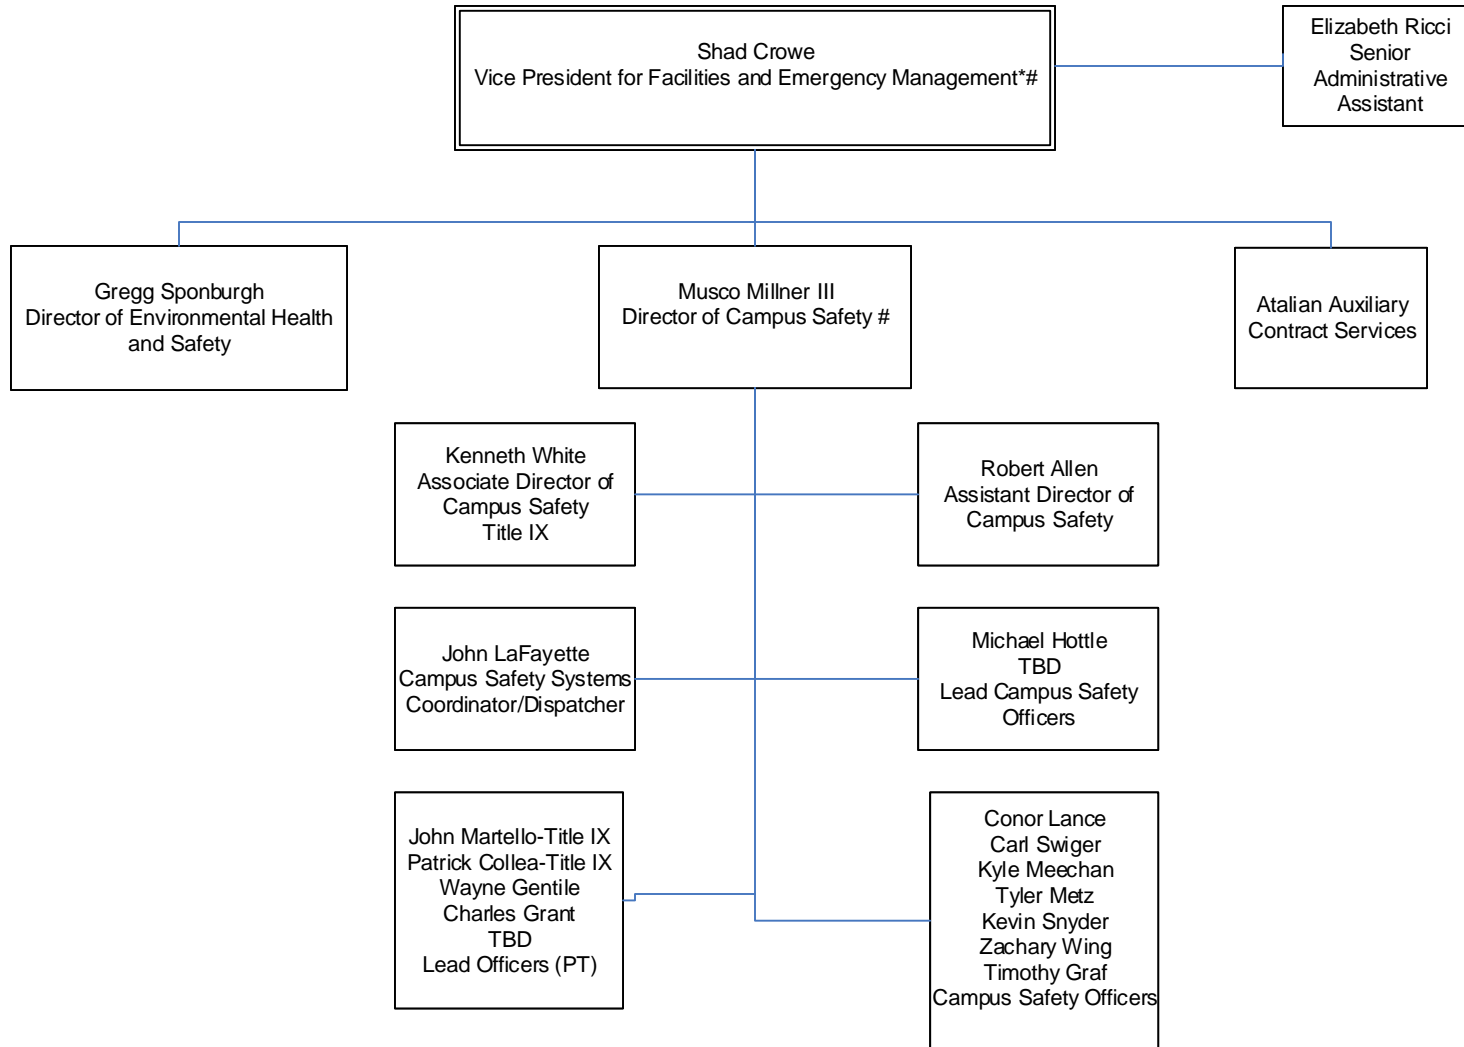 Shad Crowe
Vice President for Facilities and Emergency Management*#
Elizabeth Ricci
Senior
Administrative
Assistant
Gregg Sponburgh
Director of Environmental Health
and Safety
Musco Millner III
Director of Campus Safety #
Atalian Auxiliary
Contract Services
Kenneth White
Associate Director of
Campus Safety
Title IX
Robert Allen
Assistant Director of
Campus Safety
John LaFayette
Campus Safety Systems
Coordinator/Dispatcher
Michael Hottle
TBD
Lead Campus Safety
Officers
John Martello-Title IX
Patrick Collea-Title IX
Wayne Gentile
Charles Grant
TBD
Lead Officers (PT)
Conor Lance
Carl Swiger
Kyle Meechan
Tyler Metz
Kevin Snyder
Zachary Wing
Timothy Graf
Campus Safety Officers